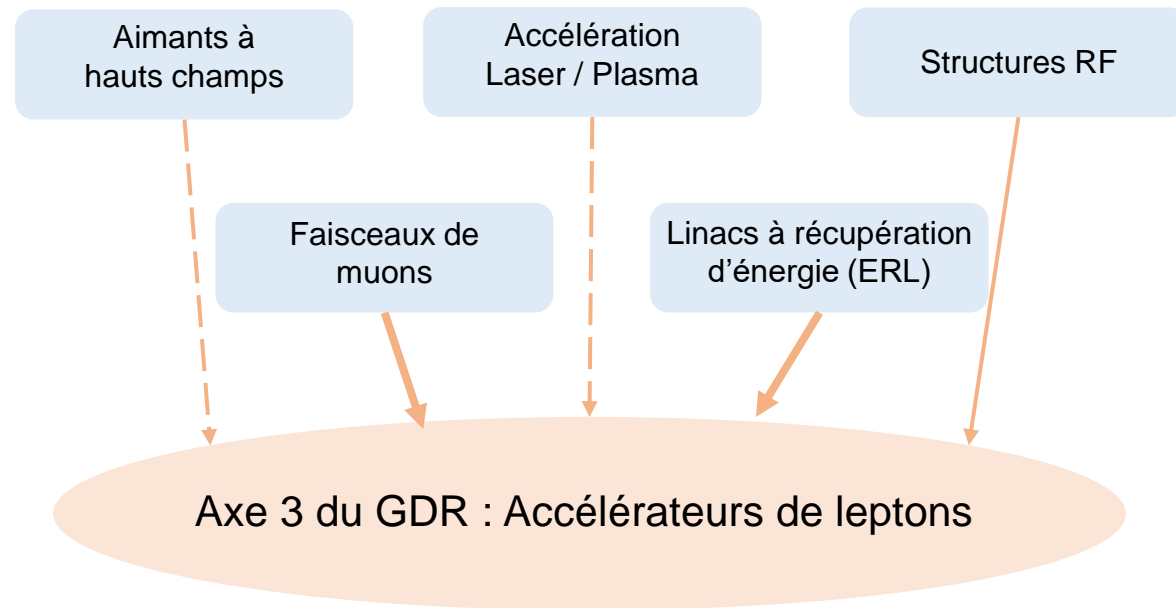 Aimants à
hauts champs
Accélération
Laser / Plasma
Structures RF
Faisceaux de
muons
Linacs à récupération
d’énergie (ERL)
Axe 3 du GDR : Accélérateurs de leptons